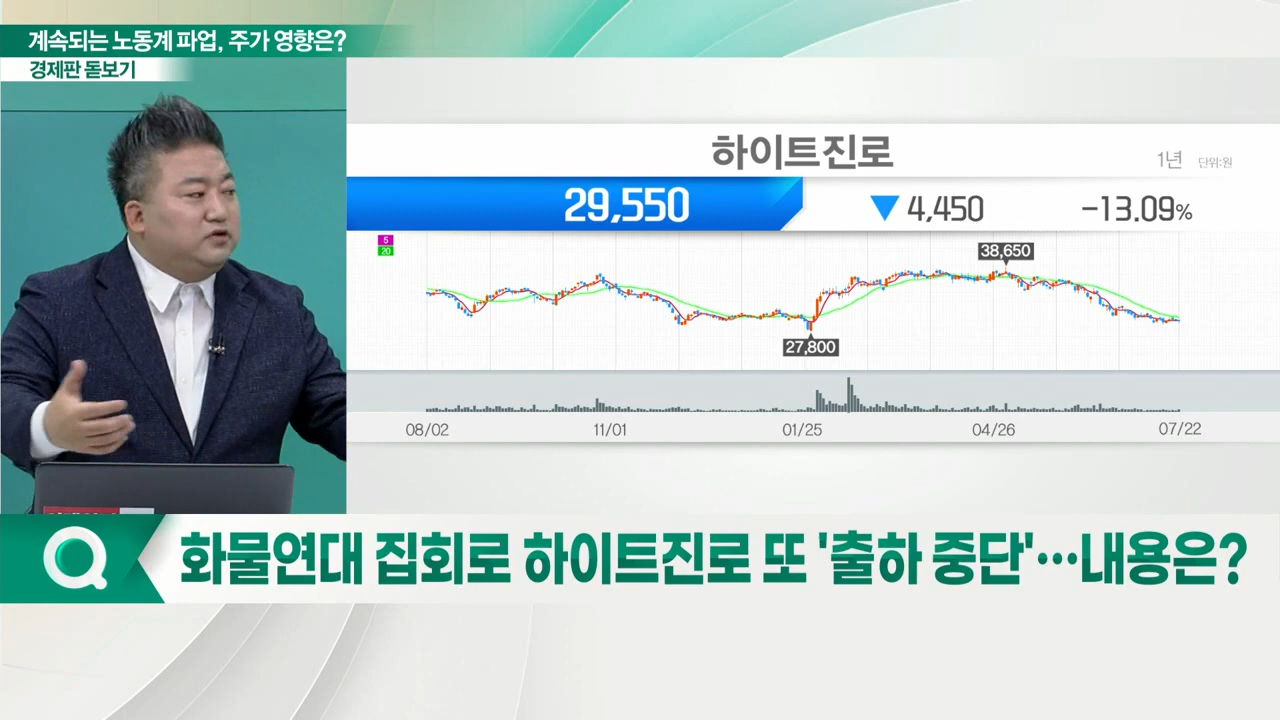 계속되는 노동계 파업, 주가 영향은?
경제판 돋보기
하이트진로
1년 단위:원
29,550 ▼ 4,450 -13.09%
5
20
38,650
27,800
08/02 11/01 01/25 04/26 07/22
화물연대 집회로 하이트진로 또 '출하 중단'…내용은?